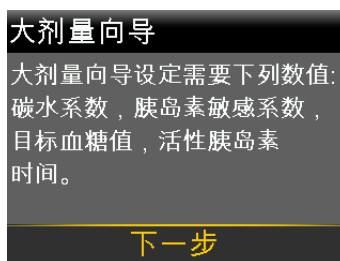 大剂量向导
大剂量向导设定需要下列数值:
碳水系数，胰岛素敏感系数，
目标血糖值，活性胰岛素
时间。
下一步